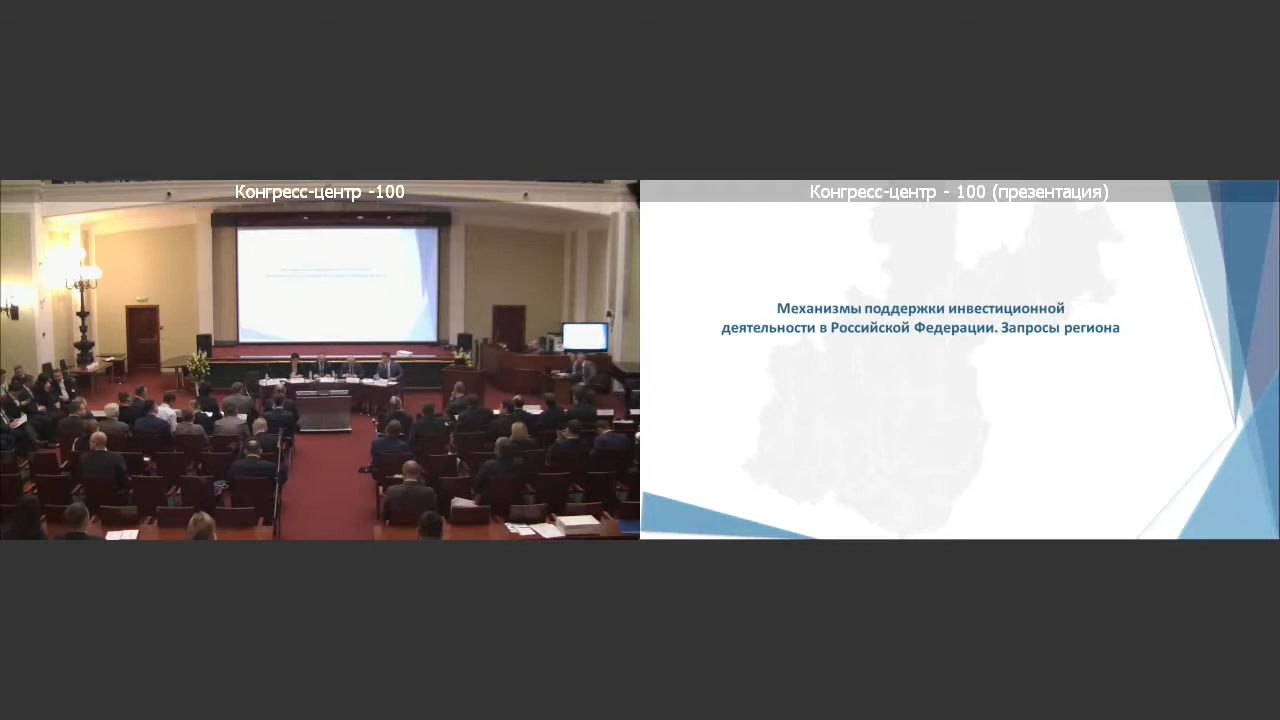 Конгресс-центр -100
Конгресс-центр - 100 (презентация)
Механизмы поддержки инвестиционной
деятельности в Российской Федерации. Запросы региона